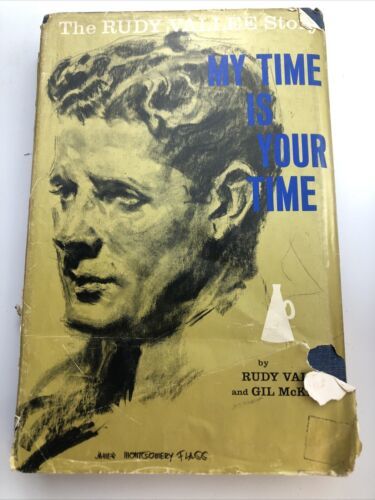 The RUDY VALLEE Story
MY TIME
IS
YOUR
TIME
by
RUDY VAL
and GIL McK
JAMES MONTGOMERY FLAGG